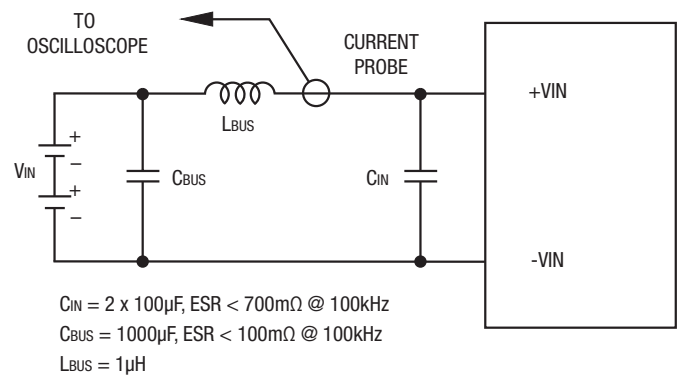 TO
OSCILLOSCOPE
CURRENT
PROBE
+VIN
LBUS
+
VIN
−
+
−
CBUS
CIN
-VIN
CIN = 2 x 100μF, ESR < 700mΩ @ 100kHz
CBUS = 1000μF, ESR < 100mΩ @ 100kHz
LBUS = 1μH